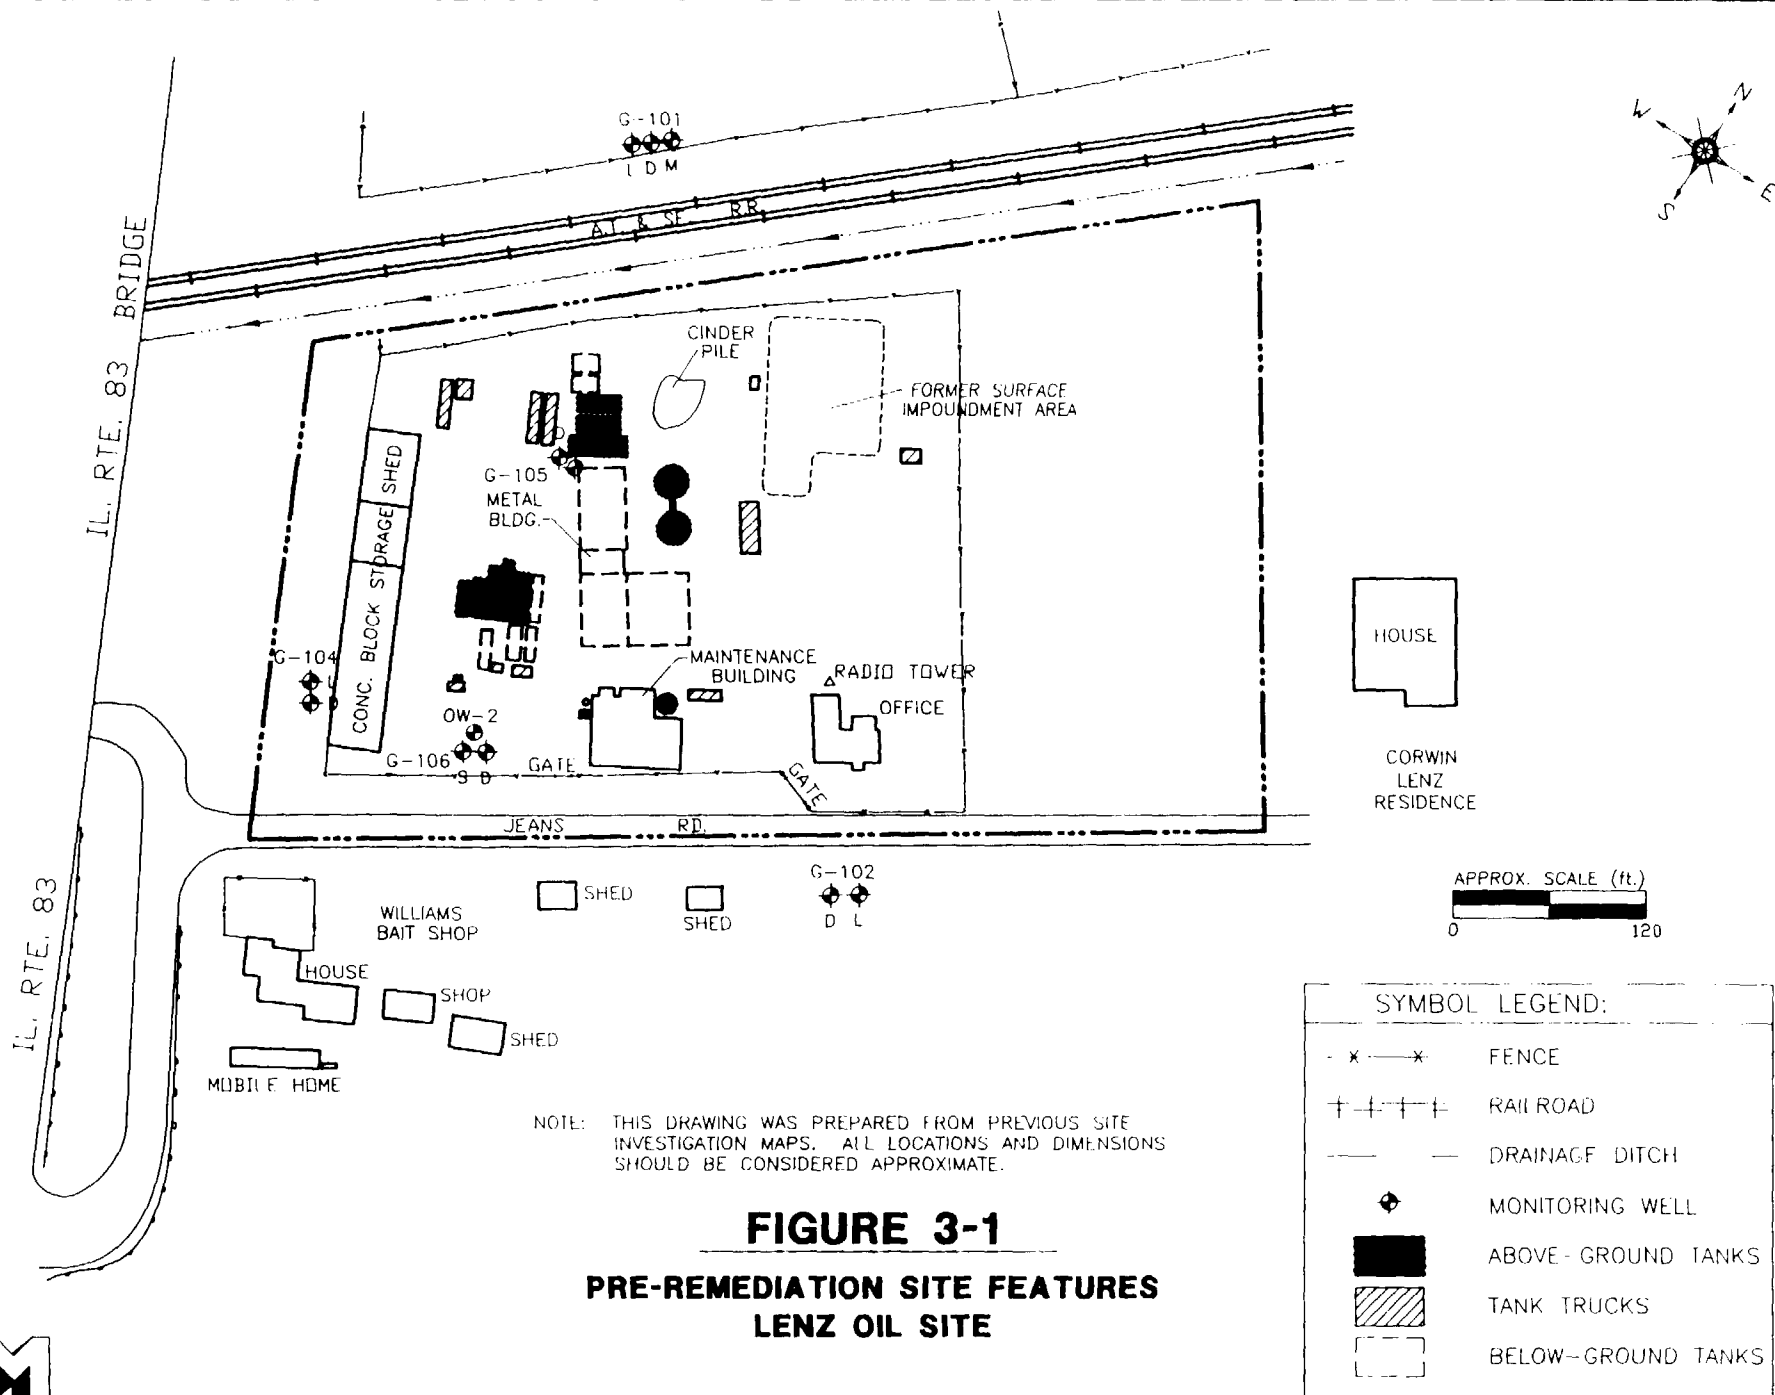 G-101
I D M
N
W
E
S
A.T. & SF. R.R.
BRIDGE
IL. RTE. 83
CINDER
PILE
FORMER SURFACE
IMPOUNDMENT AREA
SHED
G-105
METAL
BLDG.
CONC. BLOCK STORAGE
G-104
HOUSE
MAINTENANCE
BUILDING
RADIO TOWER
OFFICE
OW-2
G-106
S D
GATE
GATE
CORWIN
LENZ
RESIDENCE
JEANS RD.
IL. RTE. 83
G-102
D L
SHED
SHED
WILLIAMS
BAIT SHOP
HOUSE
SHOP
SHED
MOBILE HOME
APPROX. SCALE (ft.)
0 120
SYMBOL LEGEND:
FENCE
RAILROAD
DRAINAGE DITCH
MONITORING WELL
ABOVE-GROUND TANKS
TANK TRUCKS
BELOW-GROUND TANKS
NOTE: THIS DRAWING WAS PREPARED FROM PREVIOUS SITE
INVESTIGATION MAPS. ALL LOCATIONS AND DIMENSIONS
SHOULD BE CONSIDERED APPROXIMATE.
FIGURE 3-1
PRE-REMEDIATION SITE FEATURES
LENZ OIL SITE